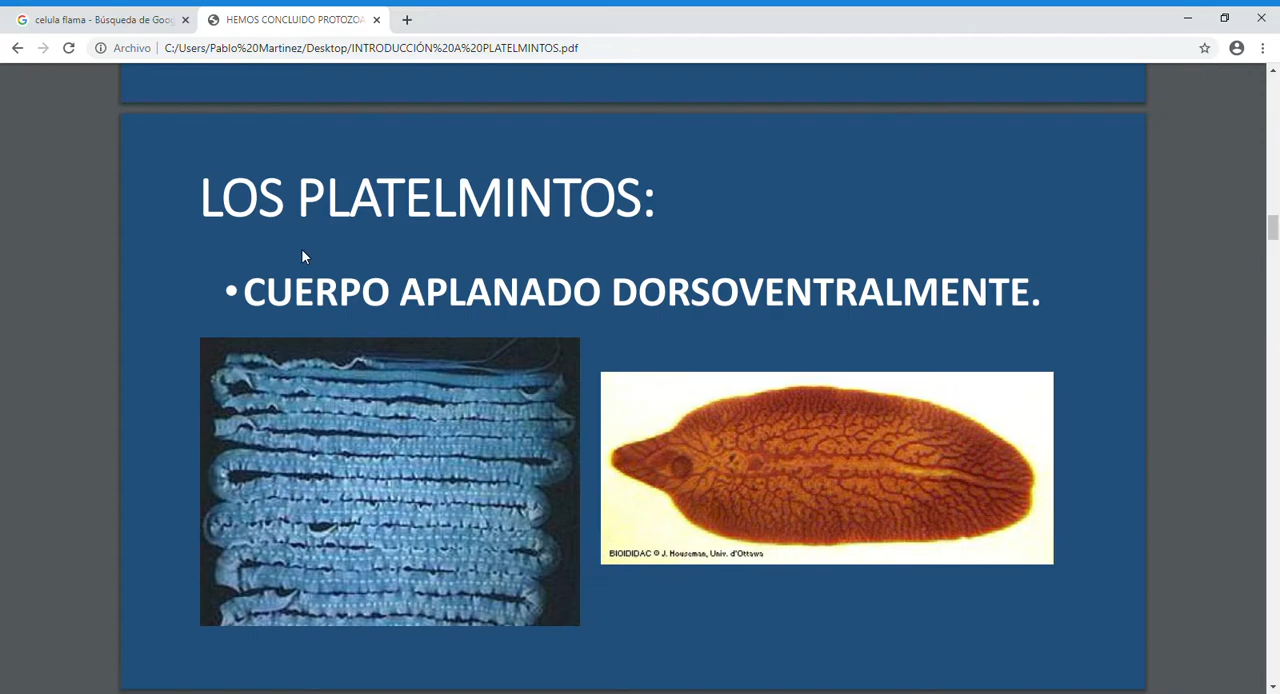 celula flama - Búsqueda de Goog
HEMOS CONCLUIDO PROTOZOA
Archivo
C:/Users/Pablo%20Martinez/Desktop/INTRODUCCIÓN%20A%20PLATELMINTOS.pdf
LOS PLATELMINTOS:
• CUERPO APLANADO DORSOVENTRALMENTE.
BIODIDAC © J. Houseman, Univ. d'Ottawa